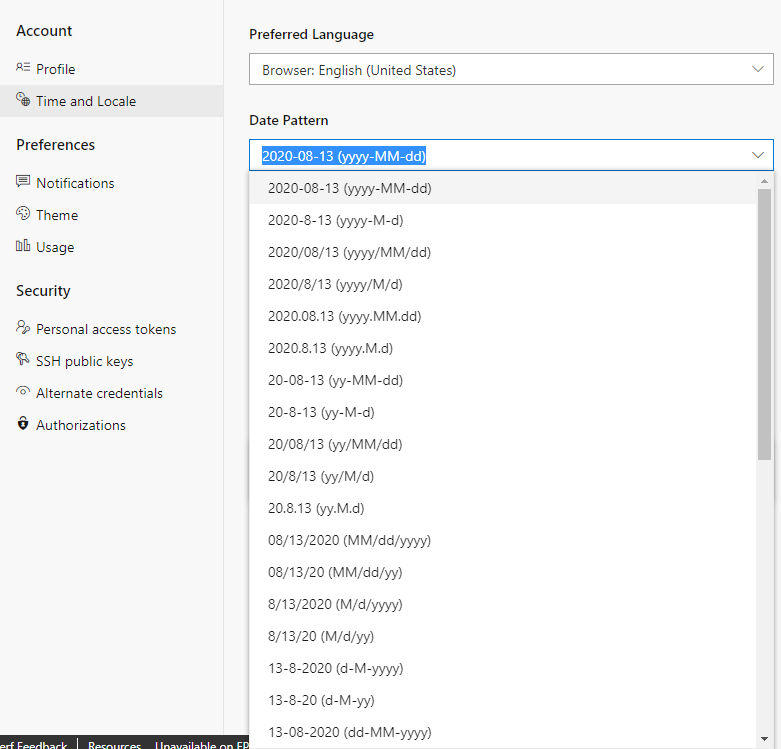 Account
Profile
Time and Locale
Preferences
Notifications
Theme
Usage
Security
Personal access tokens
SSH public keys
Alternate credentials
Authorizations
Preferred Language
Browser: English (United States)
Date Pattern
2020-08-13 (yyyy-MM-dd)
2020-08-13 (yyyy-MM-dd)
2020-8-13 (yyyy-M-d)
2020/08/13 (yyyy/MM/dd)
2020/8/13 (yyyy/M/d)
2020.08.13 (yyyy.MM.dd)
2020.8.13 (yyyy.M.d)
20-08-13 (yy-MM-dd)
20-8-13 (yy-M-d)
20/08/13 (yy/MM/dd)
20/8/13 (yy/M/d)
20.8.13 (yy.M.d)
08/13/2020 (MM/dd/yyyy)
08/13/20 (MM/dd/yy)
8/13/2020 (M/d/yyyy)
8/13/20 (M/d/yy)
13-8-2020 (d-M-yyyy)
13-8-20 (d-M-yy)
13-08-2020 (dd-MM-yyyy)
erf Feedback | Resources Unavailable on FP